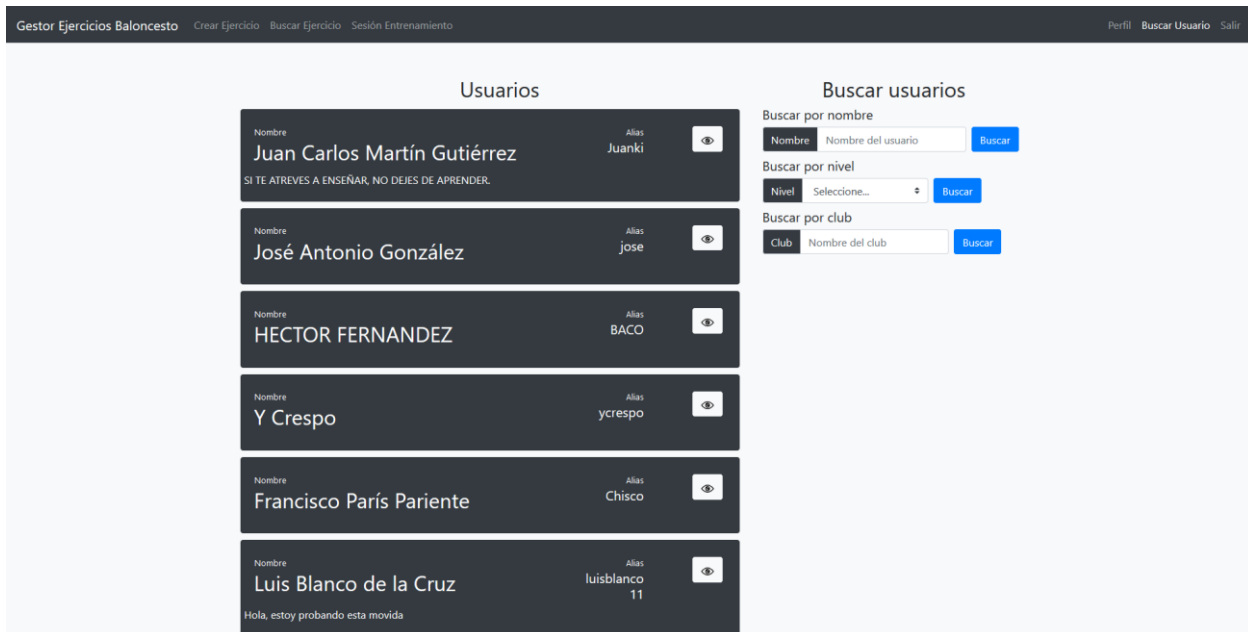 Gestor Ejercicios Baloncesto Crear Ejercicio Buscar Ejercicio Sesión Entrenamiento Perfil Buscar Usuario Salir
Usuarios
Nombre Alias
Juan Carlos Martín Gutiérrez Juanki
SI TE ATREVES A ENSEÑAR, NO DEJES DE APRENDER.
Nombre Alias
José Antonio González jose
Nombre Alias
HECTOR FERNANDEZ BACO
Nombre Alias
Y Crespo ycrespo
Nombre Alias
Francisco París Pariente Chisco
Nombre Alias
Luis Blanco de la Cruz luisblanco
11
Hola, estoy probando esta movida
Buscar usuarios
Buscar por nombre
Nombre Nombre del usuario Buscar
Buscar por nivel
Nivel Seleccione... Buscar
Buscar por club
Club Nombre del club Buscar